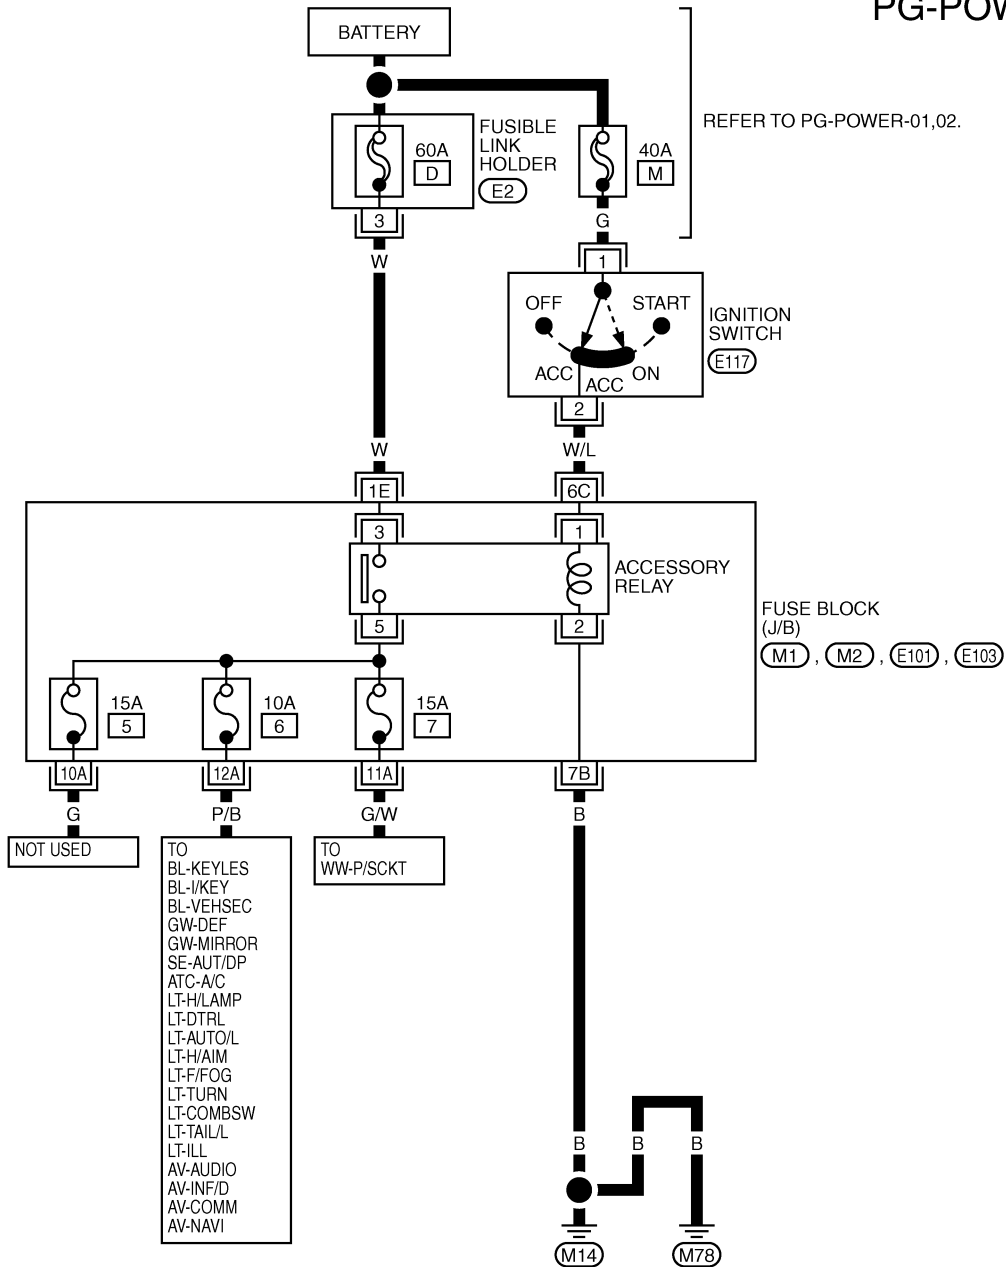 PG-POW
BATTERY
REFER TO PG-POWER-01,02.
FUSIBLE
LINK
HOLDER
E2
60A
D
40A
M
3
G
W
1
OFF
START
IGNITION
SWITCH
E117
ACC
ACC
ON
2
W
W/L
1E
6C
3
1
ACCESSORY
RELAY
5
2
FUSE BLOCK
(J/B)
M1 , M2 , E101 , E103
15A
5
10A
6
15A
7
10A
12A
11A
7B
G
P/B
G/W
B
NOT USED
TO
BL-KEYLES
BL-I/KEY
BL-VEHSEC
GW-DEF
GW-MIRROR
SE-AUT/DP
ATC-A/C
LT-H/LAMP
LT-DTRL
LT-AUTO/L
LT-H/AIM
LT-F/FOG
LT-TURN
LT-COMBSW
LT-TAIL/L
LT-ILL
AV-AUDIO
AV-INF/D
AV-COMM
AV-NAVI
TO
WW-P/SCKT
B
B
B
M14
M78